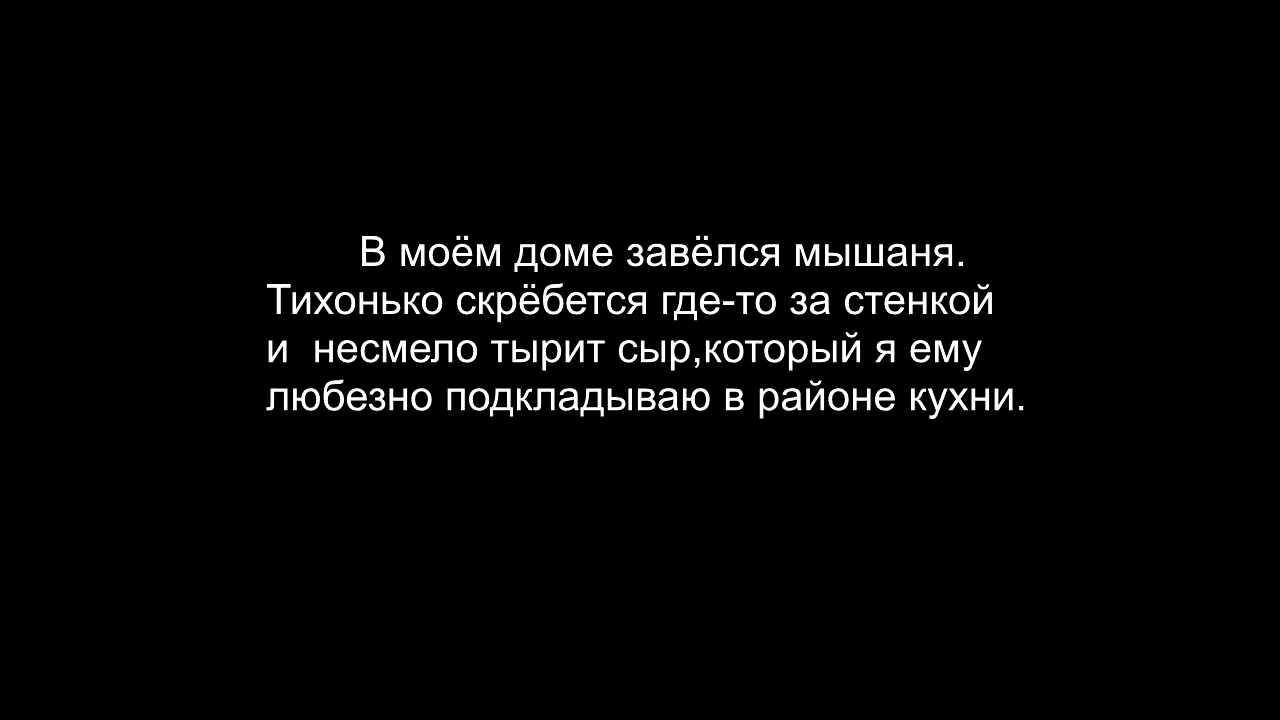 В моём доме завёлся мышаня.
Тихонько скрёбется где-то за стенкой
и  несмело тырит сыр,который я ему
любезно подкладываю в районе кухни.